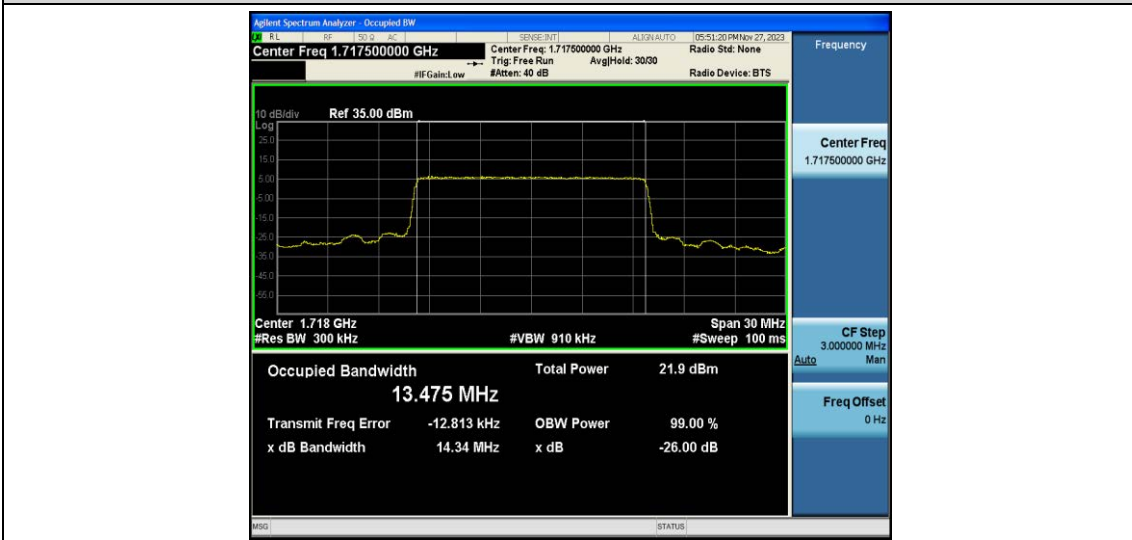 Agilent Spectrum Analyzer - Occupied BW
RL RF 50 Ω AC SENSE:INT ALIGN AUTO 05:51:20 PM Nov 27, 2023
Center Freq 1.717500000 GHz
Center Freq: 1.717500000 GHz
Radio Std: None
Trig: Free Run Avg|Hold: 30/30
#IFGain:Low
#Atten: 40 dB
Radio Device: BTS
10 dB/div Ref 35.00 dBm
Log
25.0
15.0
5.00
-5.00
-15.0
-25.0
-35.0
-45.0
-55.0
Center 1.718 GHz Span 30 MHz
#Res BW 300 kHz #VBW 910 kHz #Sweep 100 ms
Occupied Bandwidth Total Power 21.9 dBm
13.475 MHz
Transmit Freq Error -12.813 kHz OBW Power 99.00 %
x dB Bandwidth 14.34 MHz x dB -26.00 dB
MSG STATUS
Frequency
Center Freq
1.717500000 GHz
CF Step
3.000000 MHz
Auto Man
Freq Offset
0 Hz